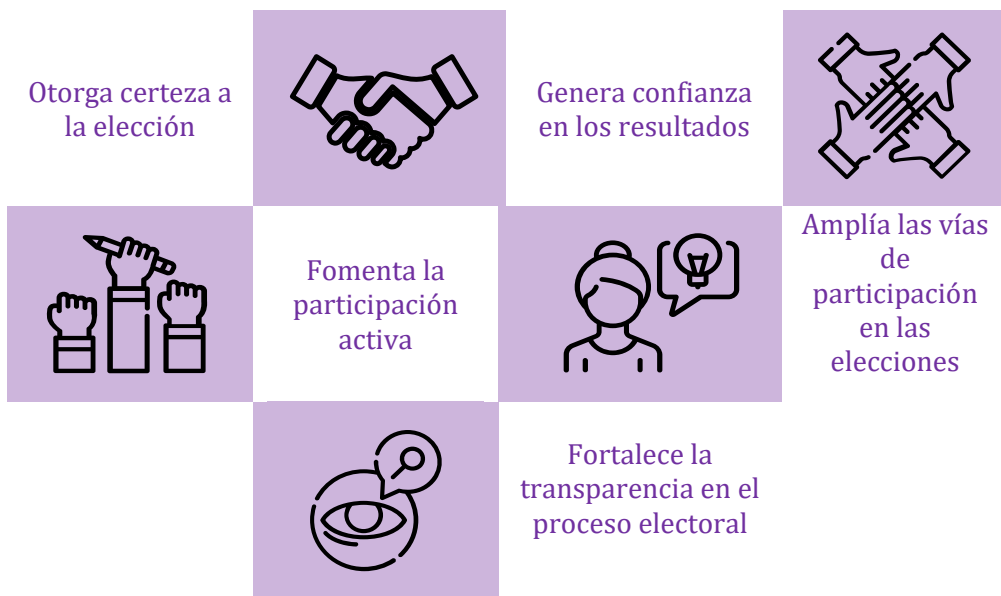 Otorga certeza a
la elección
Genera confianza
en los resultados
Fomenta la
participación
activa
Amplía las vías
de
participación
en las
elecciones
Fortalece la
transparencia en el
proceso electoral